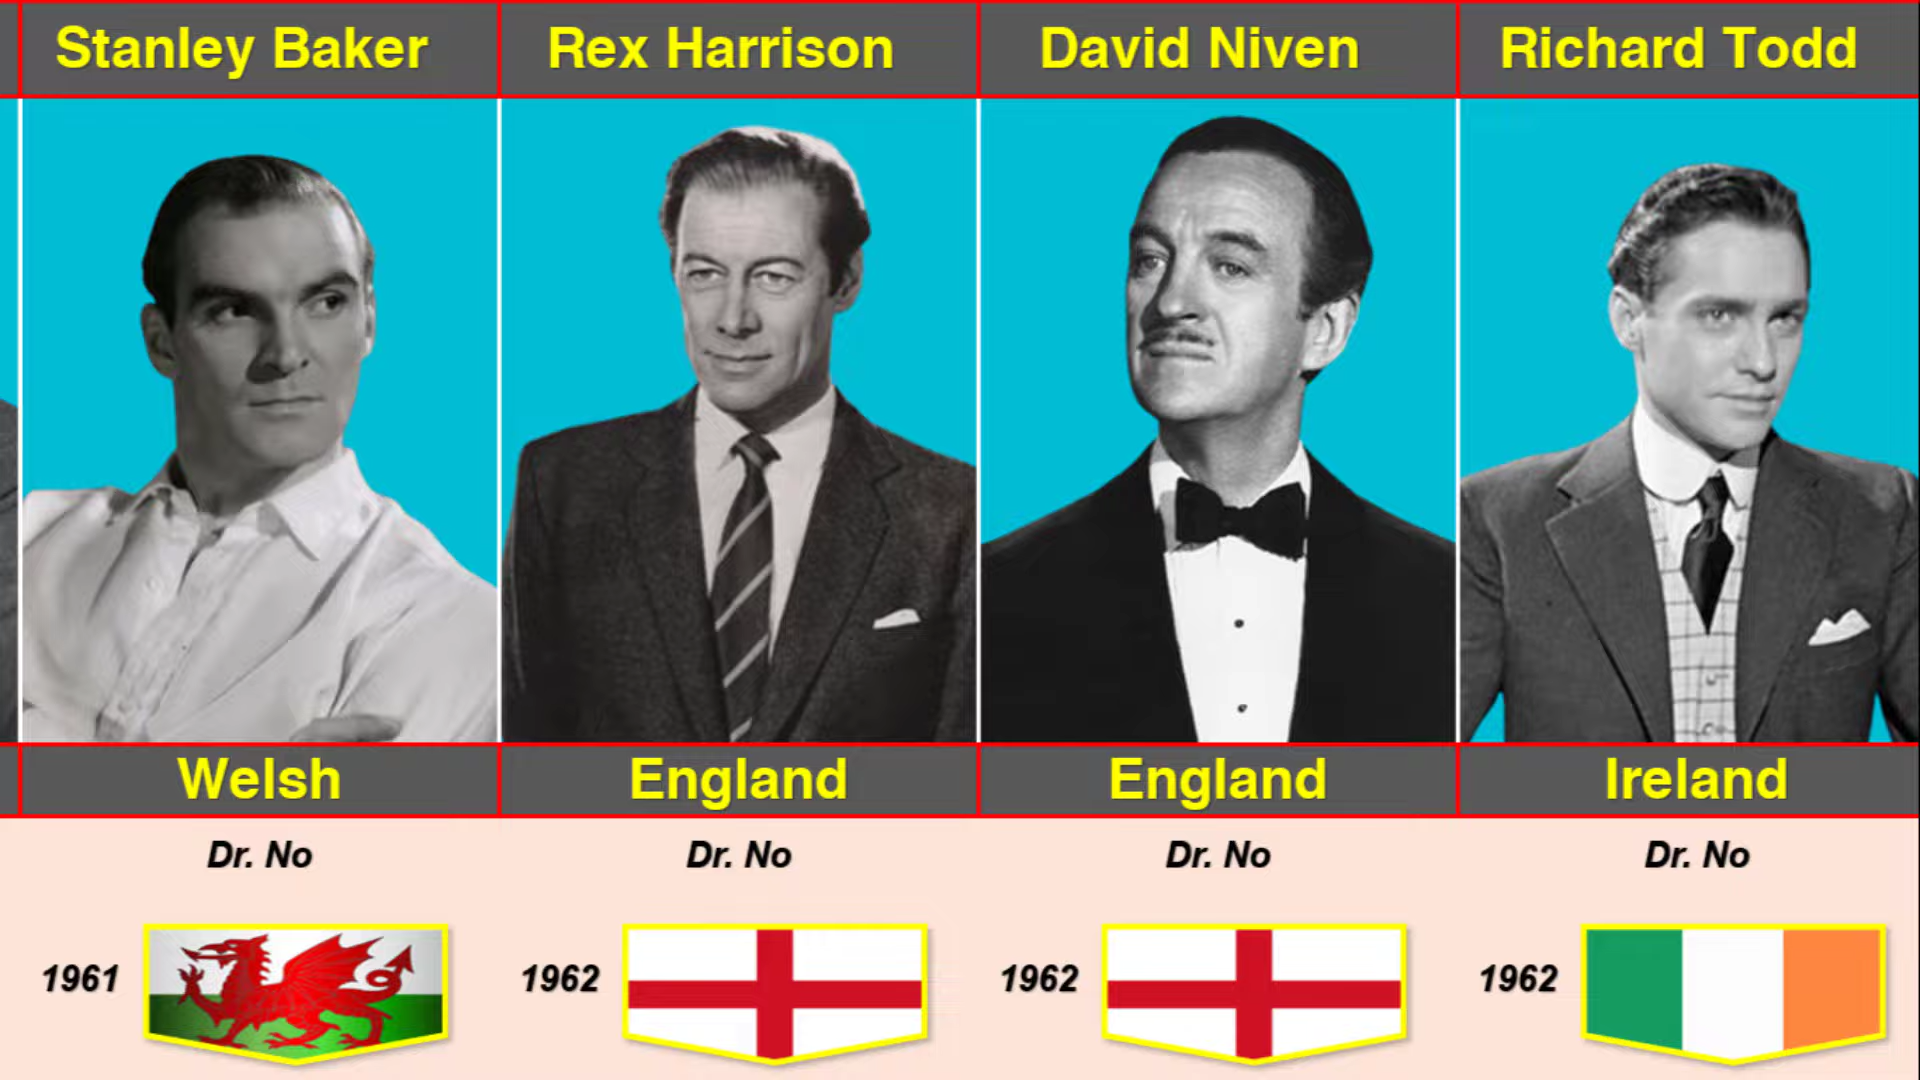 Stanley Baker
Rex Harrison
David Niven
Richard Todd
Welsh
England
England
Ireland
Dr. No
Dr. No
Dr. No
Dr. No
1961
1962
1962
1962